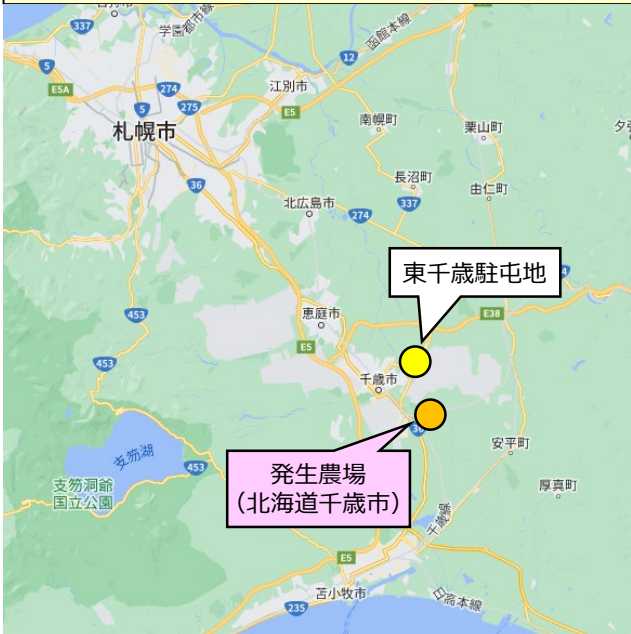 337
学園都市線
函館本線
12
5
E5A
274
275
5
江別市
E5
札幌市
南幌町
栗山町
夕張
36
長沼町
337
由仁町
北広島市
274
東千歳駐屯地
453
恵庭市
E38
E5
453
千歳市
36
安平町
支笏湖
453
発生農場
(北海道千歳市)
支笏洞爺
国立公園
厚真町
千歳線
E5
苫小牧市
235
日高本線